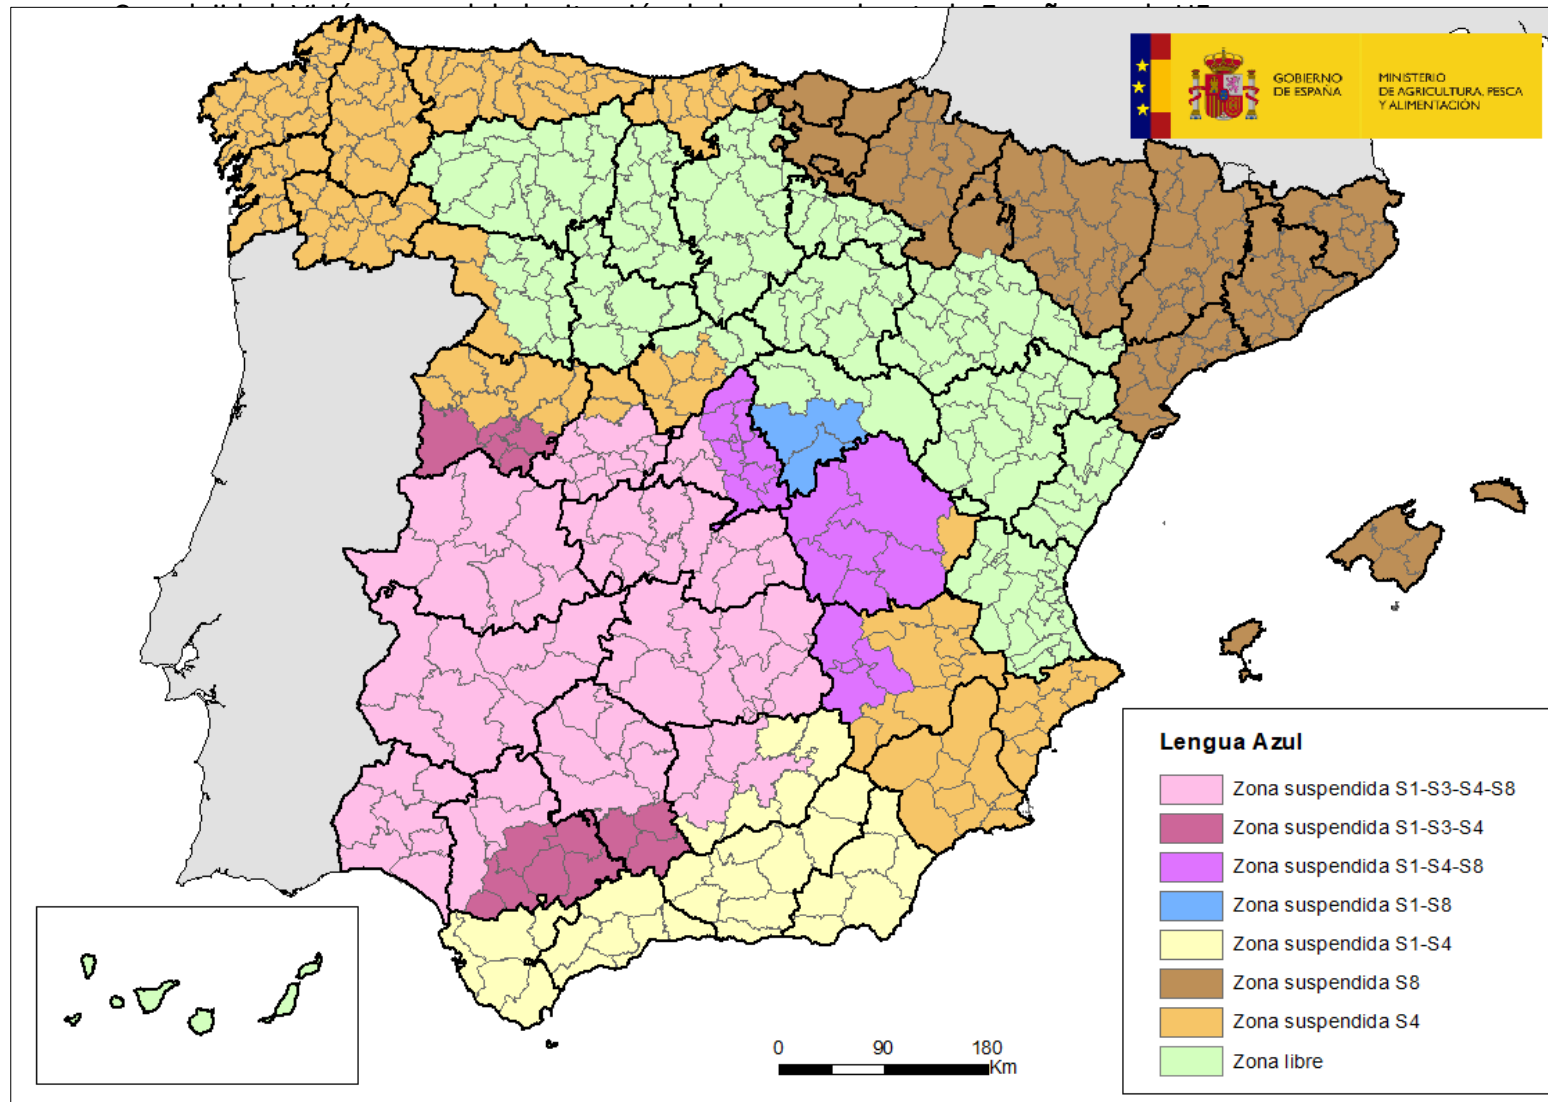 GOBIERNO
DE ESPAÑA
MINISTERIO
DE AGRICULTURA, PESCA
Y ALIMENTACIÓN
Lengua Azul
Zona suspendida S1-S3-S4-S8
Zona suspendida S1-S3-S4
Zona suspendida S1-S4-S8
Zona suspendida S1-S8
Zona suspendida S1-S4
Zona suspendida S8
Zona suspendida S4
Zona libre
0 90 180
Km